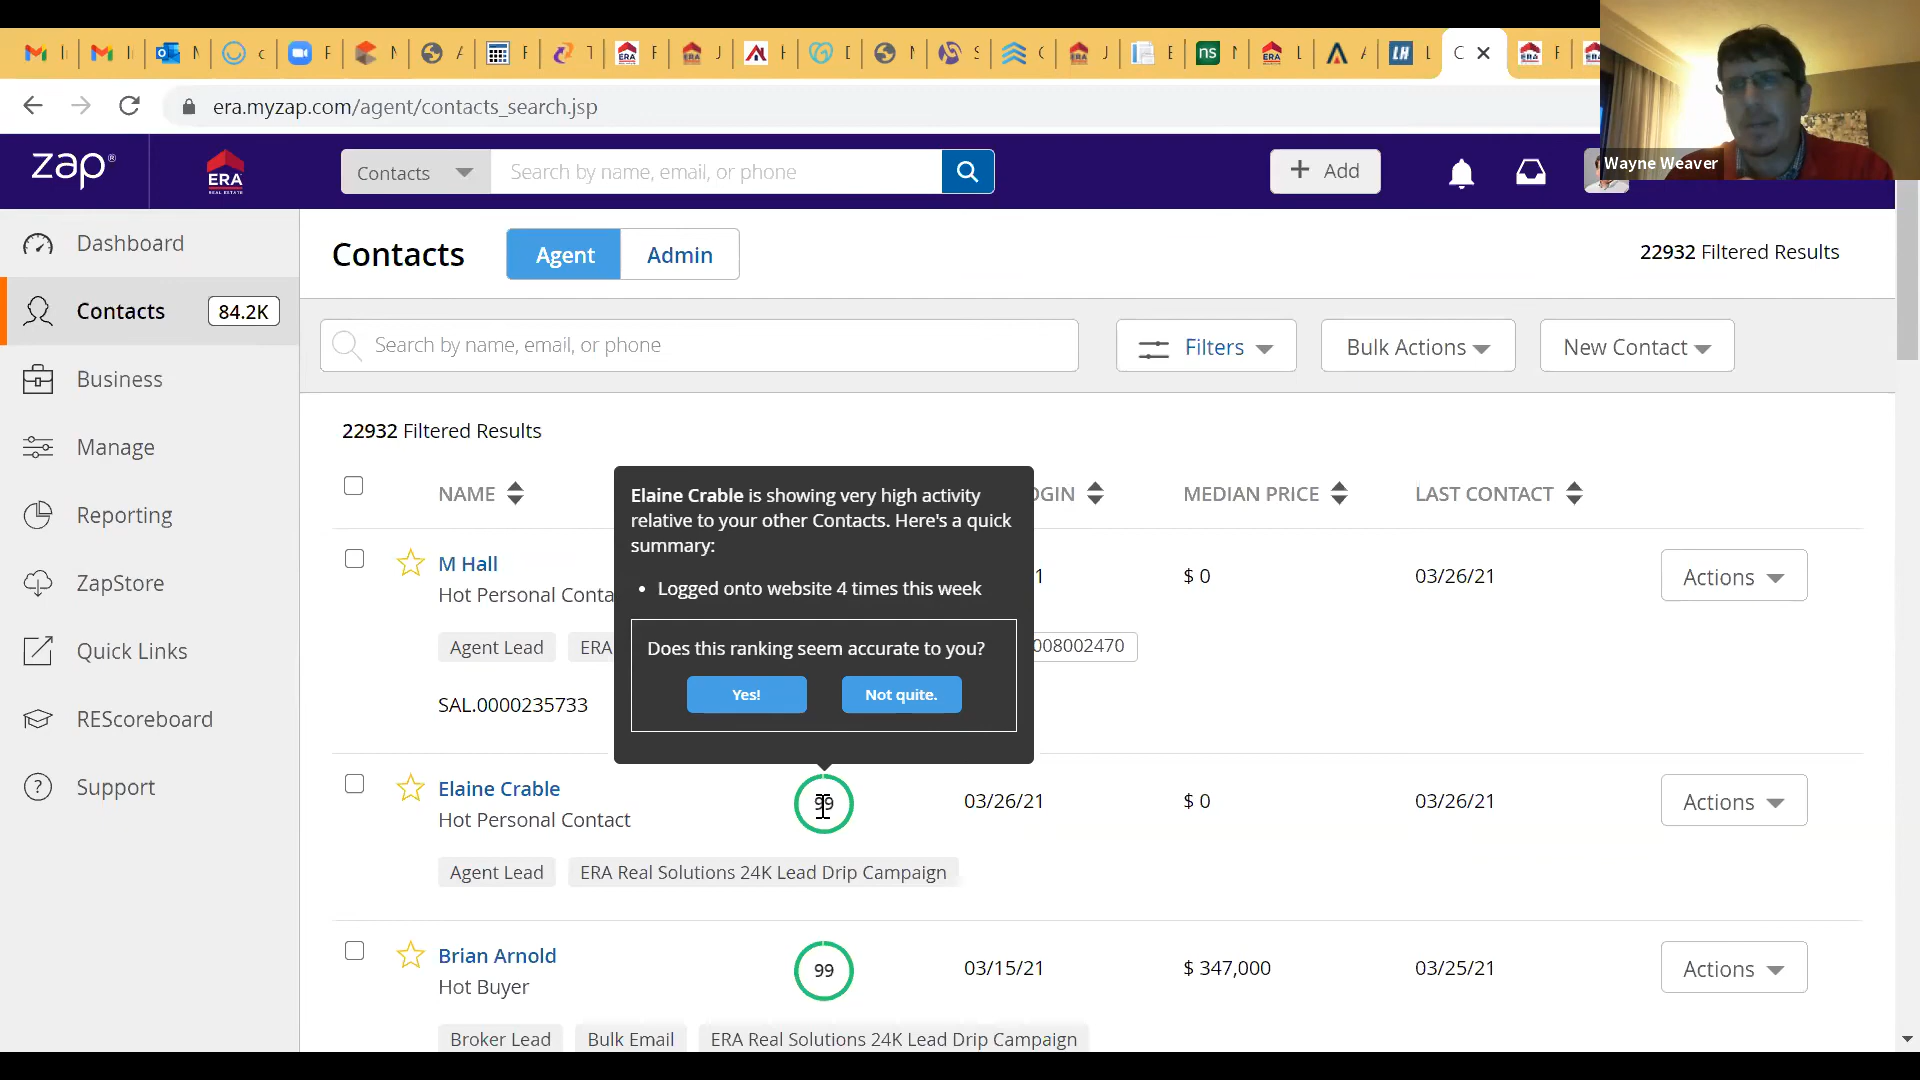 era.myzap.com/agent/contacts_search.jsp
Wayne Weaver
zap®
ERA
REAL ESTATE
Contacts
Search by name, email, or phone
+ Add
Dashboard
Contacts
84.2K
Business
Manage
Reporting
ZapStore
Quick Links
REScoreboard
Support
Contacts
Agent
Admin
22932 Filtered Results
Search by name, email, or phone
Filters
Bulk Actions
New Contact
22932 Filtered Results
NAME
OGIN
MEDIAN PRICE
LAST CONTACT
Elaine Crable is showing very high activity
relative to your other Contacts. Here's a quick
summary:
• Logged onto website 4 times this week
Does this ranking seem accurate to you?
Yes!
Not quite.
M Hall
1
$ 0
03/26/21
Actions
Hot Personal Conta
Agent Lead
ERA
008002470
SAL.0000235733
Elaine Crable
99
03/26/21
$ 0
03/26/21
Actions
Hot Personal Contact
Agent Lead
ERA Real Solutions 24K Lead Drip Campaign
Brian Arnold
99
03/15/21
$ 347,000
03/25/21
Actions
Hot Buyer
Broker Lead
Bulk Email
ERA Real Solutions 24K Lead Drip Campaign